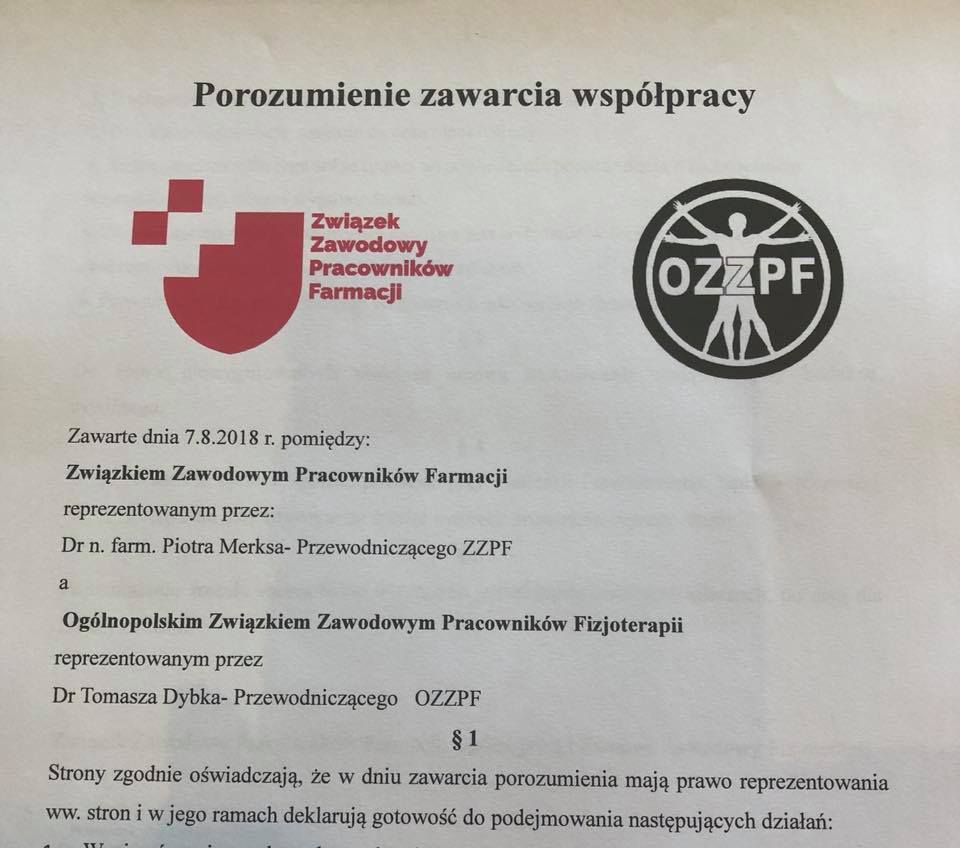 Porozumienie zawarcia współpracy
Związek
Zawodowy
Pracowników
Farmacji
OZZPF
Zawarte dnia 7.8.2018 r. pomiędzy:
Związkiem Zawodowym Pracowników Farmacji
reprezentowanym przez:
Dr n. farm. Piotra Merksa- Przewodniczącego ZZPF
a
Ogólnopolskim Związkiem Zawodowym Pracowników Fizjoterapii
reprezentowanym przez
Dr Tomasza Dybka- Przewodniczącego OZZPF
§ 1
Strony zgodnie oświadczają, że w dniu zawarcia porozumienia mają prawo reprezentowania
ww. stron i w jego ramach deklarują gotowość do podejmowania następujących działań: